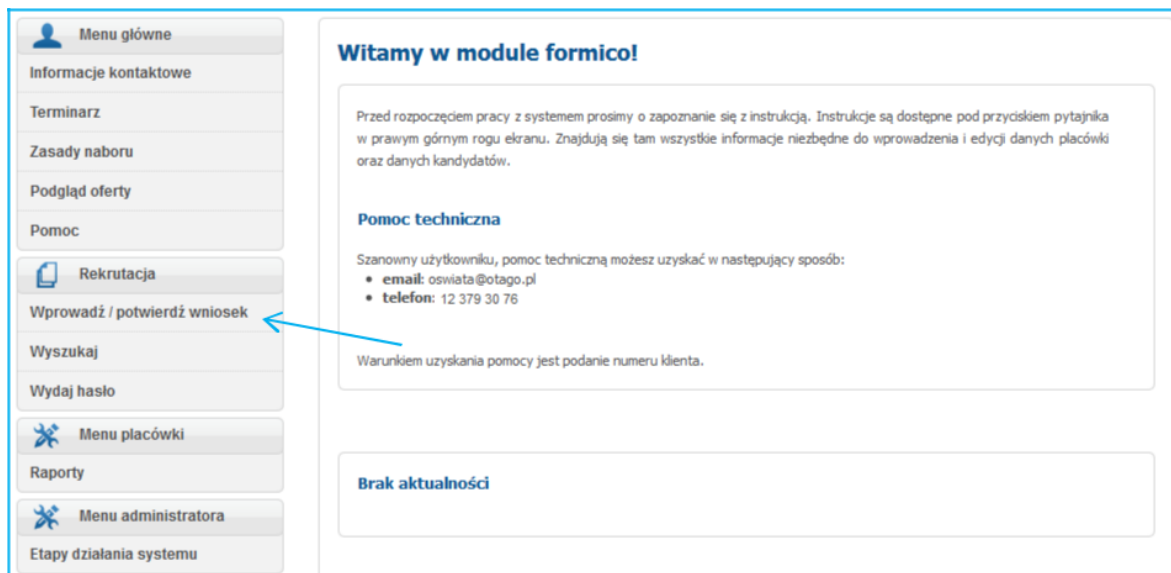 Menu główne
Informacje kontaktowe
Terminarz
Zasady naboru
Podgląd oferty
Pomoc
Rekrutacja
Wprowadź / potwierdź wniosek
Wyszukaj
Wydaj hasło
Menu placówki
Raporty
Menu administratora
Etapy działania systemu
Witamy w module formico!
Przed rozpoczęciem pracy z systemem prosimy o zapoznanie się z instrukcją. Instrukcje są dostępne pod przyciskiem pytajnika
w prawym górnym rogu ekranu. Znajdują się tam wszystkie informacje niezbędne do wprowadzenia i edycji danych placówki
oraz danych kandydatów.
Pomoc techniczna
Szanowny użytkowniku, pomoc techniczną możesz uzyskać w następujący sposób:
• email: oswiata@otago.pl
• telefon: 12 379 30 76
Warunkiem uzyskania pomocy jest podanie numeru klienta.
Brak aktualności